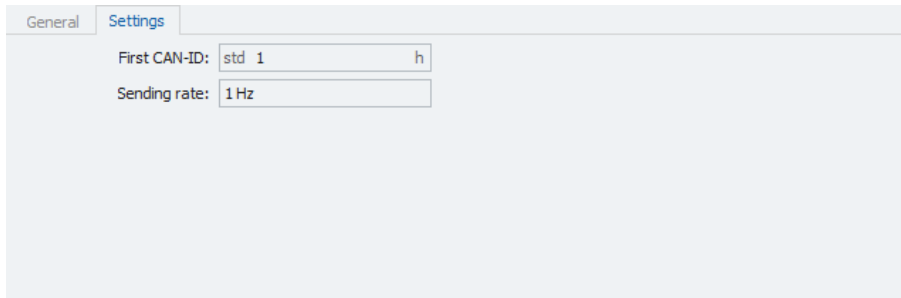 General Settings
First CAN-ID: std 1 h
Sending rate: 1 Hz